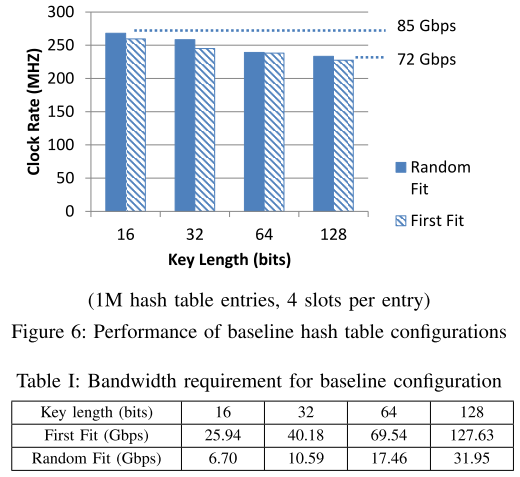 300
250
200
150
100
50
0
Clock Rate (MHZ)
85 Gbps
72 Gbps
Random Fit
First Fit
16 32 64 128
Key Length (bits)
(1M hash table entries, 4 slots per entry)
Figure 6: Performance of baseline hash table configurations
Table I: Bandwidth requirement for baseline configuration
Key length (bits) 16 32 64 128
First Fit (Gbps) 25.94 40.18 69.54 127.63
Random Fit (Gbps) 6.70 10.59 17.46 31.95